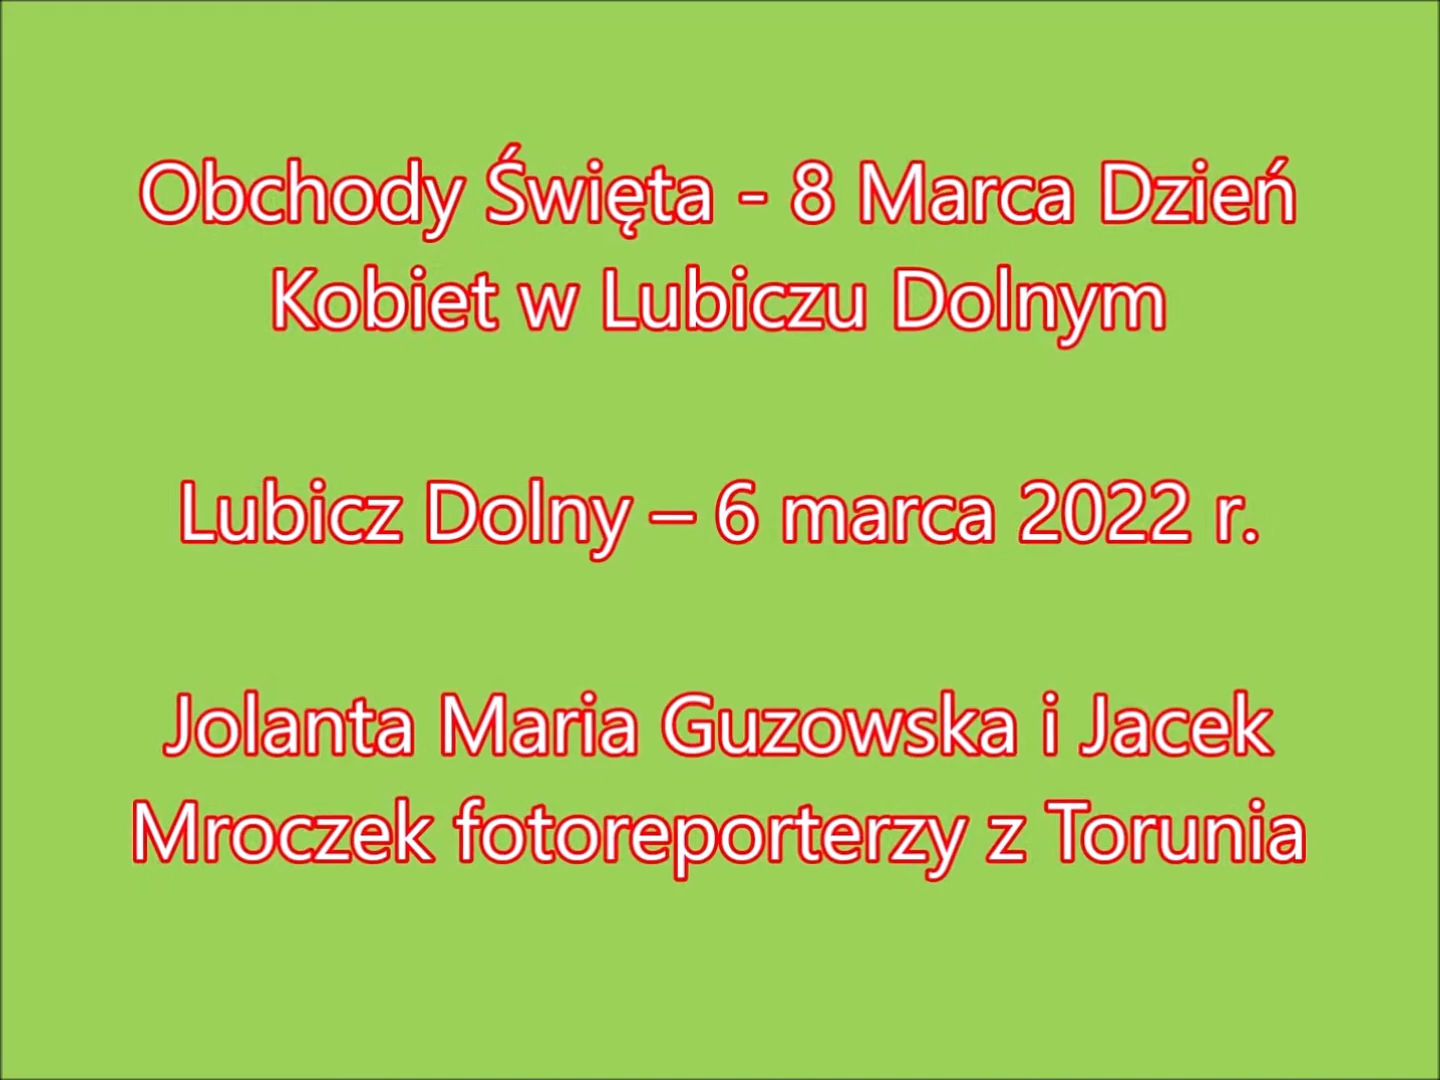 Obchody Święta - 8 Marca Dzień
Kobiet w Lubiczu Dolnym
Lubicz Dolny – 6 marca 2022 r.
Jolanta Maria Guzowska i Jacek
Mroczek fotoreporterzy z Torunia